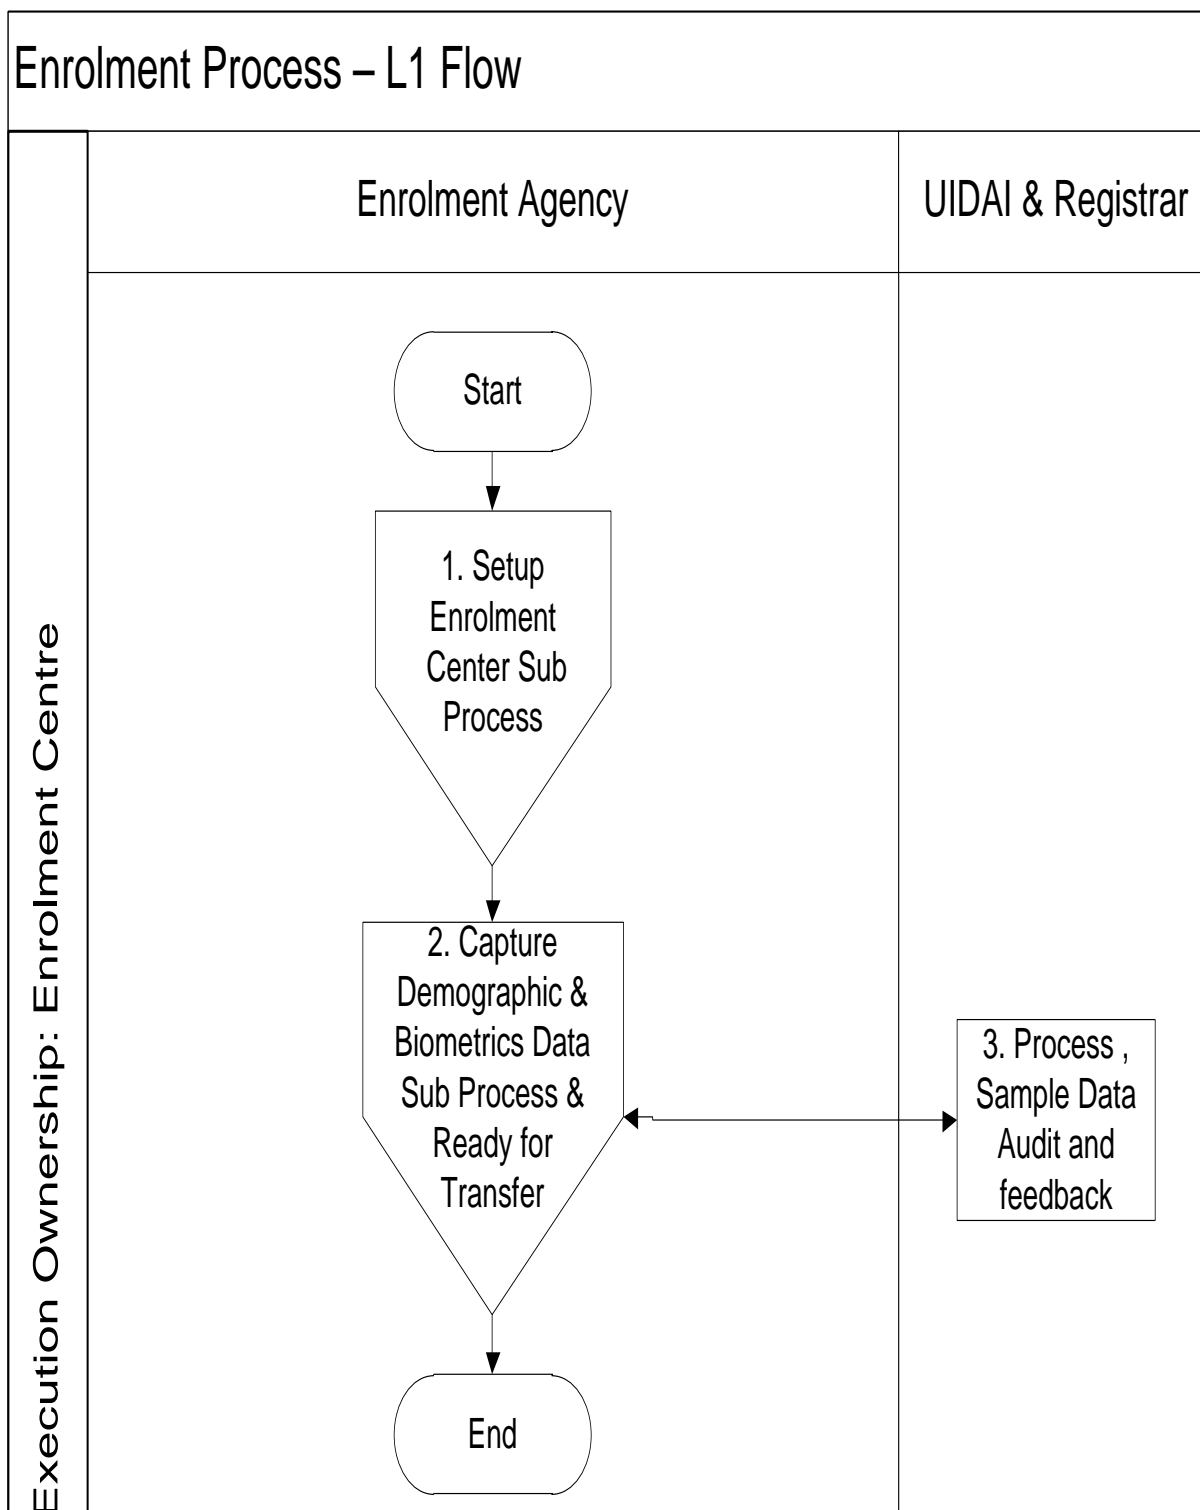 Enrolment Process – L1 Flow
Enrolment Agency
UIDAI & Registrar
Execution Ownership: Enrolment Centre
Start
1. Setup
Enrolment
Center Sub
Process
2. Capture
Demographic &
Biometrics Data
Sub Process &
Ready for
Transfer
3. Process ,
Sample Data
Audit and
feedback
End